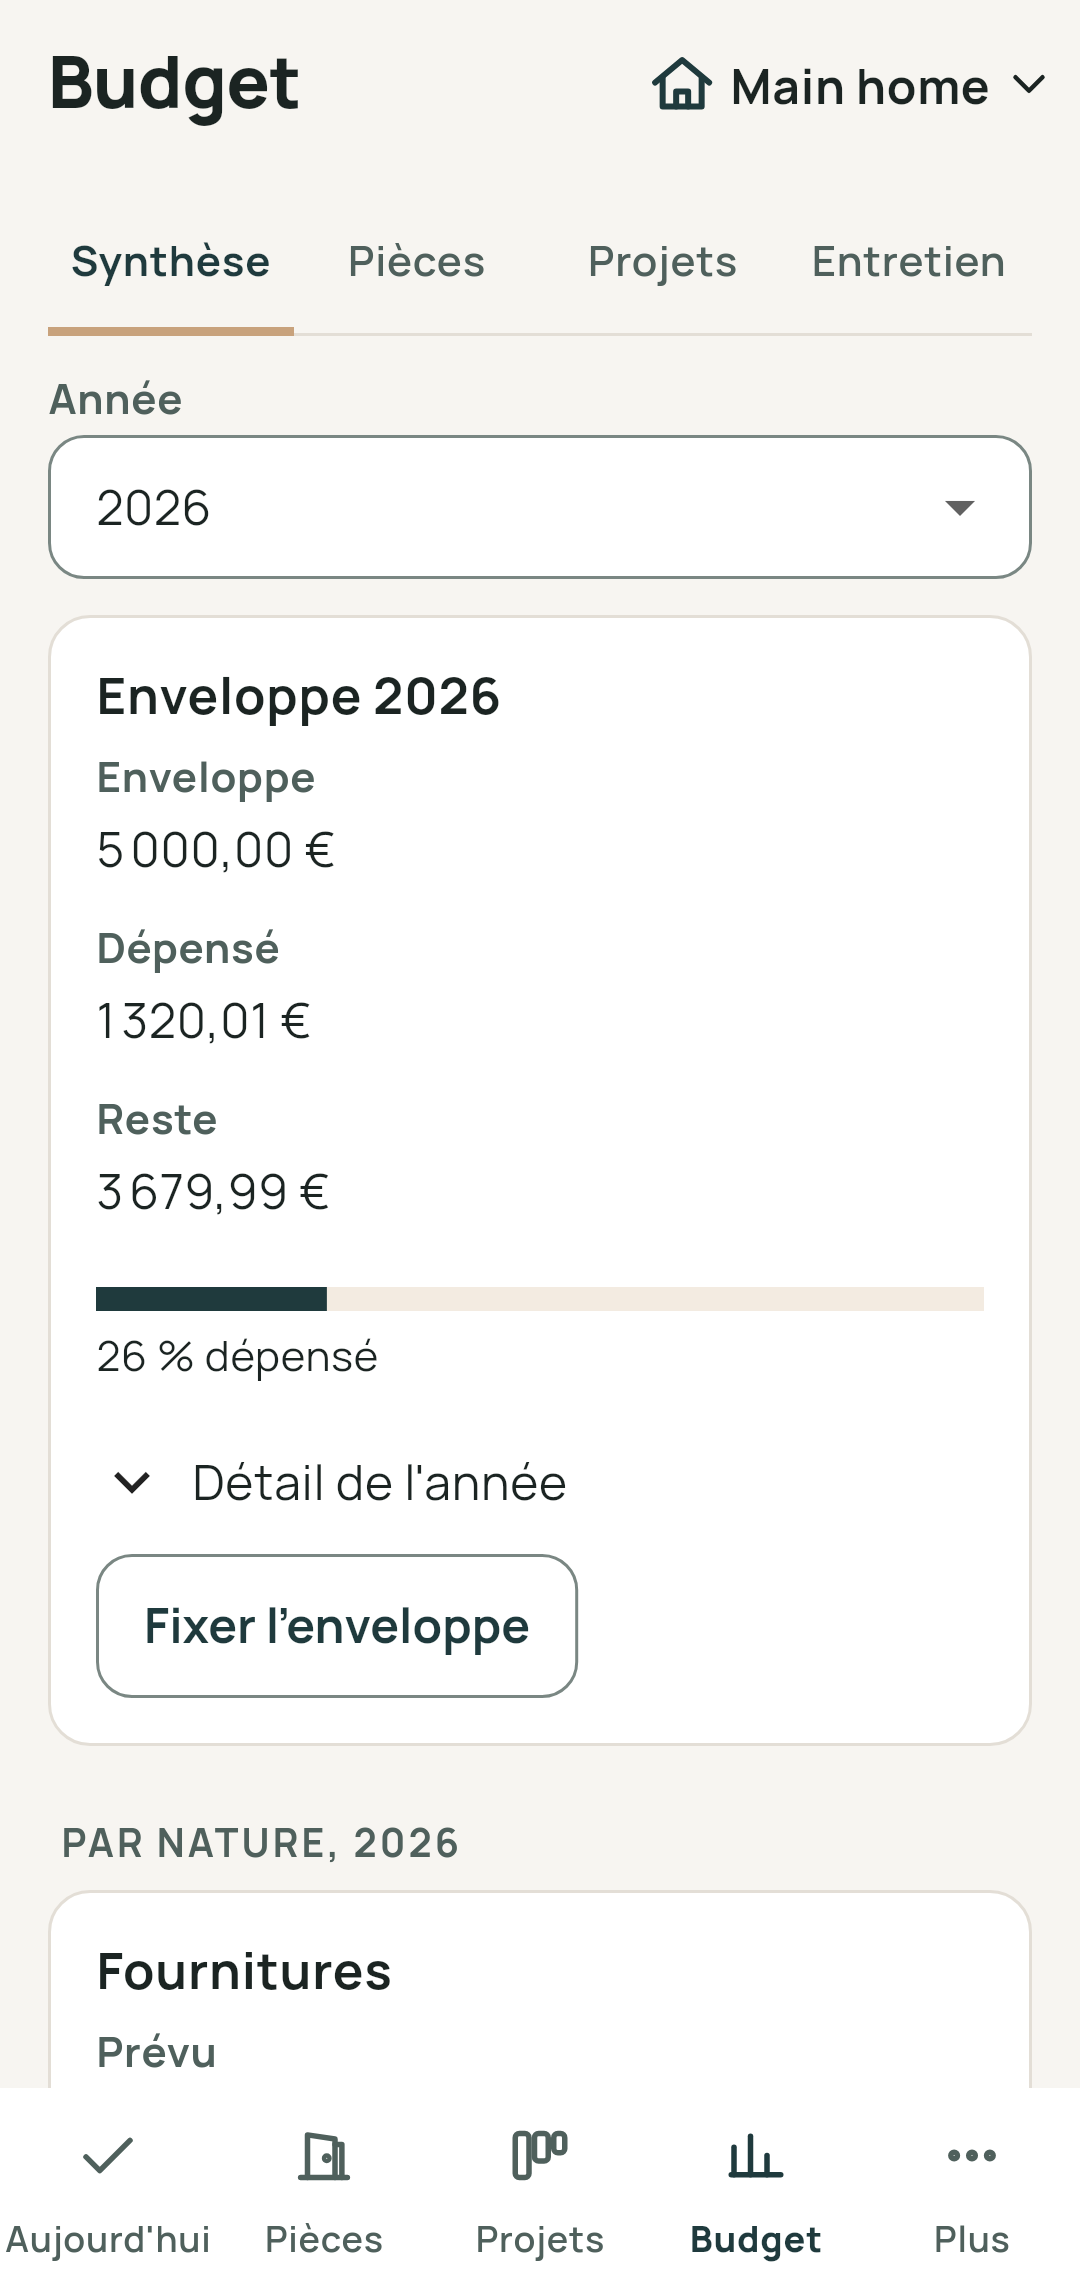 Budget
Main home
Synthèse
Pièces
Projets
Entretien
Année
2026
Enveloppe 2026
Enveloppe
5 000,00 €
Dépensé
1 320,01 €
Reste
3 679,99 €
26 % dépensé
Détail de l'année
Fixer l’enveloppe
PAR NATURE, 2026
Fournitures
Prévu
Aujourd'hui
Pièces
Projets
Budget
Plus